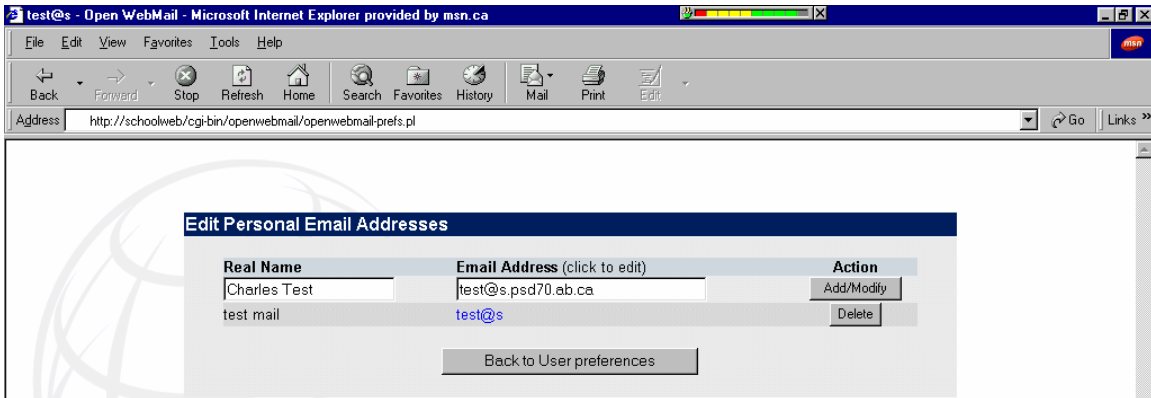 test@s - Open WebMail - Microsoft Internet Explorer provided by msn.ca
File Edit View Favorites Tools Help
msn
Back Forward Stop Refresh Home Search Favorites History Mail Print Edit
Address http://schoolweb/cgi-bin/openwebmail/openwebmail-prefs.pl Go Links »
Edit Personal Email Addresses
Real Name Email Address (click to edit) Action
Charles Test test@s.psd70.ab.ca Add/Modify
test mail test@s Delete
Back to User preferences